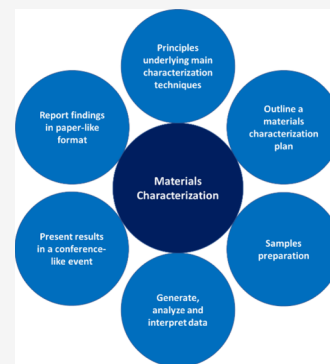 Principles
underlying main
characterization
techniques
Outline a
materials
characterization
plan
Samples
preparation
Generate,
analyze and
interpret data
Present results
in a conference-
like event
Report findings
in paper-like
format
Materials
Characterization